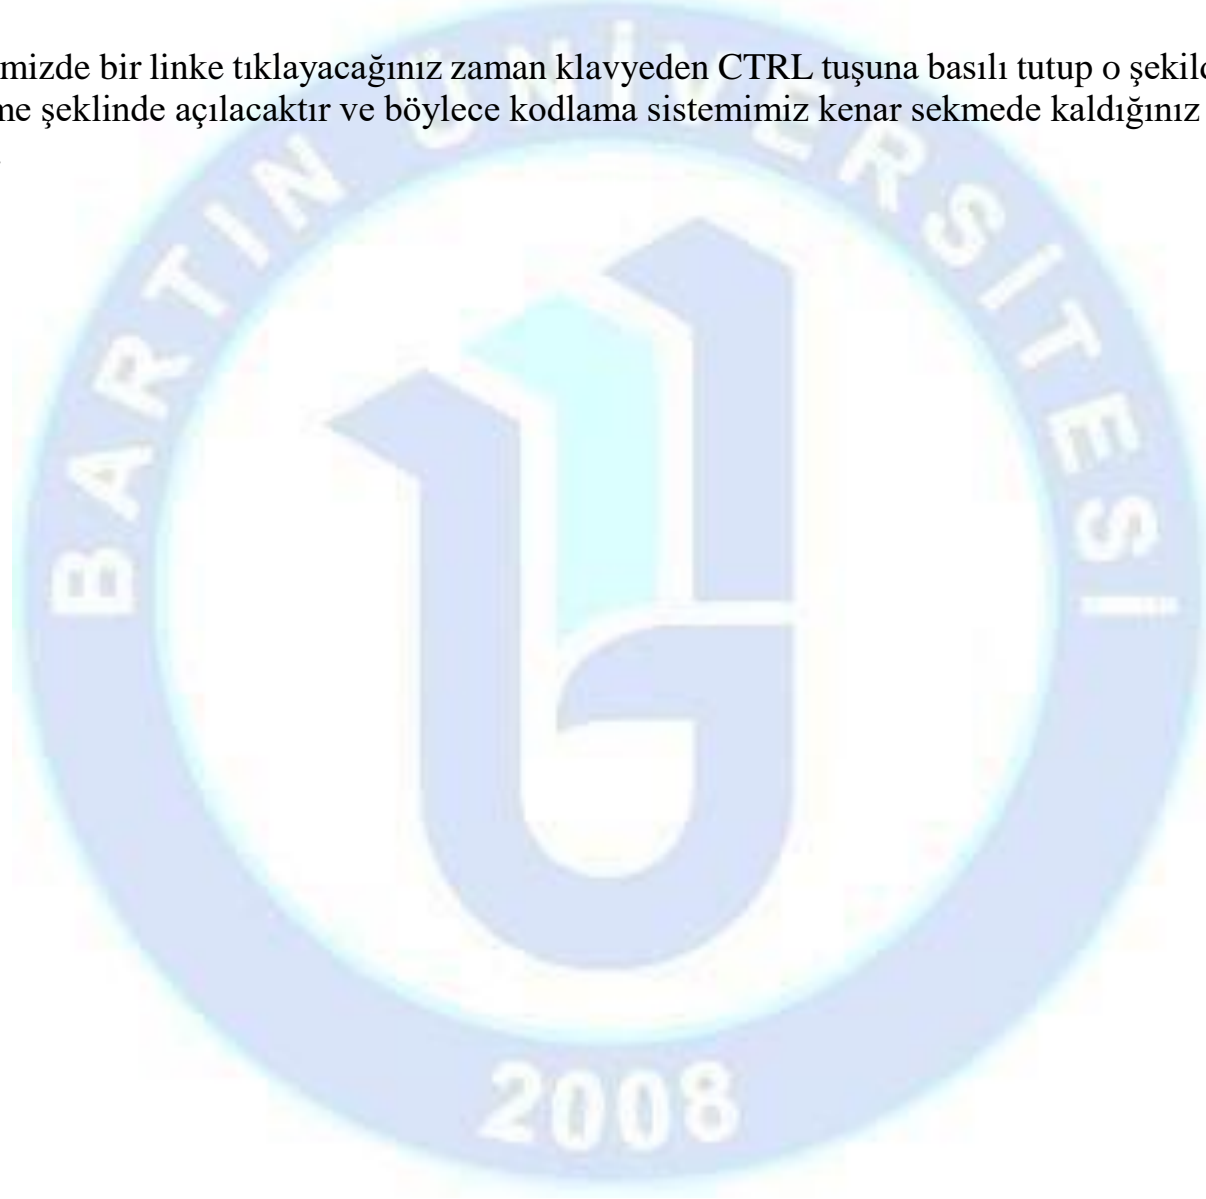 mizde bir linke tıklayacağınız zaman klavyeden CTRL tuşuna basılı tutup o şekild
me şeklinde açılacaktır ve böylece kodlama sistemimiz kenar sekmede kaldığınız
BARTIN ÜNİVERSİTESİ
2008